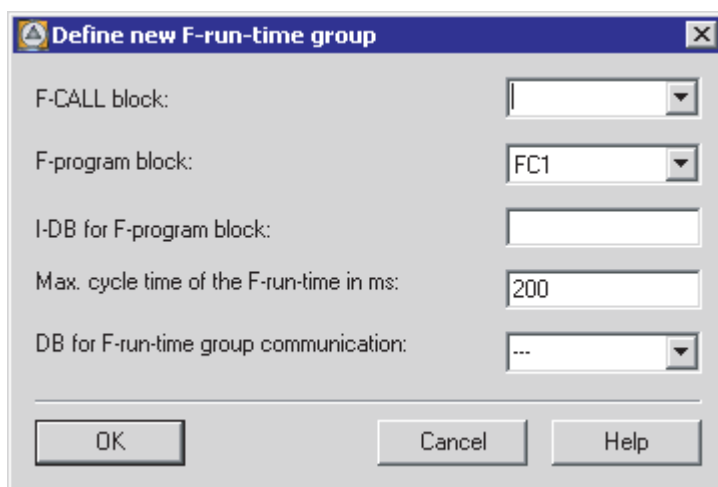 Define new F-run-time group
F-CALL block:
F-program block: FC1
I-DB for F-program block:
Max. cycle time of the F-run-time in ms: 200
DB for F-run-time group communication: ---
OK Cancel Help